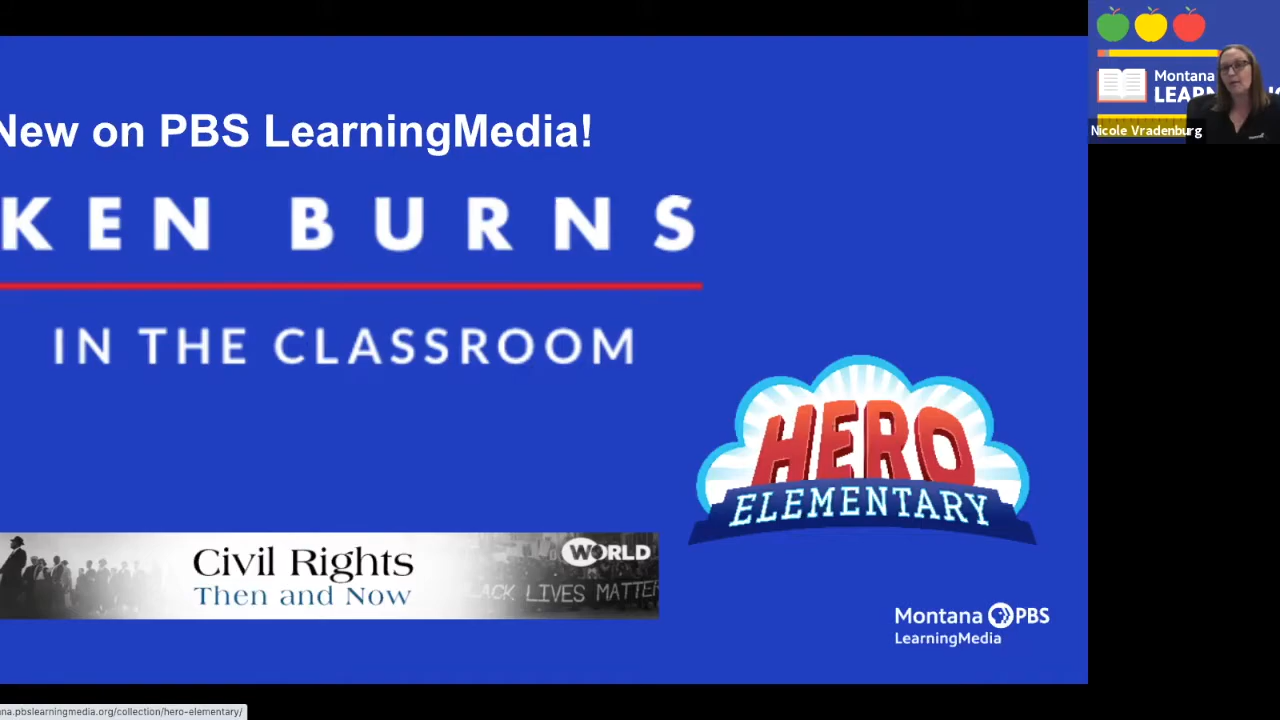 New on PBS LearningMedia!
KEN BURNS
IN THE CLASSROOM
HERO
ELEMENTARY
Civil Rights
Then and Now
WORLD
LACK LIVES MATTER
Montana PBS
LearningMedia
Montana
LEARN
Nicole Vradenburg
na.pbslearningmedia.org/collection/hero-elementary/